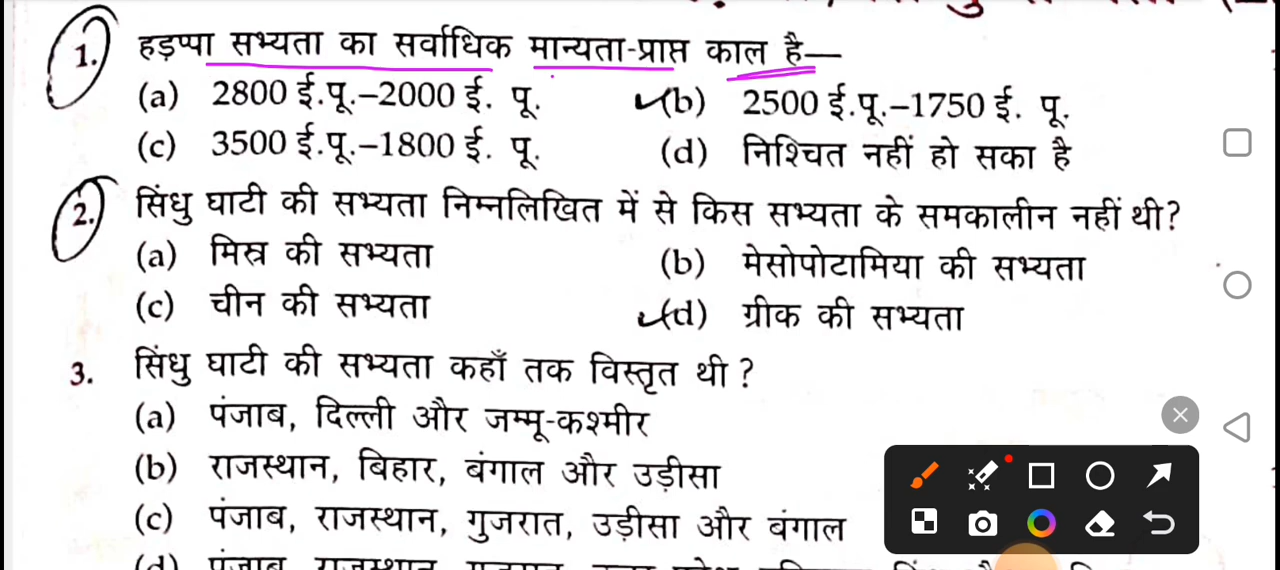 1. हड़प्पा सभ्यता का सर्वाधिक मान्यता-प्राप्त काल है—
(a) 2800 ई.पू.–2000 ई. पू. (b) 2500 ई.पू.–1750 ई. पू.
(c) 3500 ई.पू.–1800 ई. पू. (d) निश्चित नहीं हो सका है
2. सिंधु घाटी की सभ्यता निम्नलिखित में से किस सभ्यता के समकालीन नहीं थी?
(a) मिस्र की सभ्यता (b) मेसोपोटामिया की सभ्यता
(c) चीन की सभ्यता (d) ग्रीक की सभ्यता
3. सिंधु घाटी की सभ्यता कहाँ तक विस्तृत थी ?
(a) पंजाब, दिल्ली और जम्मू-कश्मीर
(b) राजस्थान, बिहार, बंगाल और उड़ीसा
(c) पंजाब, राजस्थान, गुजरात, उड़ीसा और बंगाल
(d) पंजाब राजस्थान